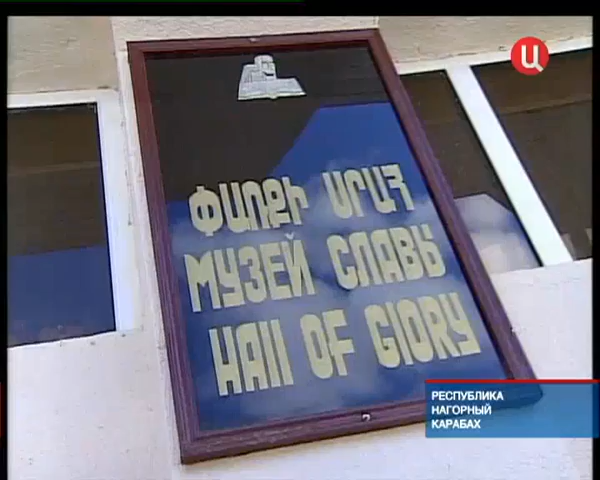 Ц
ՓԱՌՔԻ ՍՐԱՀ
МУЗЕЙ СЛАВЫ
HAll OF GlORY
РЕСПУБЛИКА
НАГОРНЫЙ
КАРАБАХ